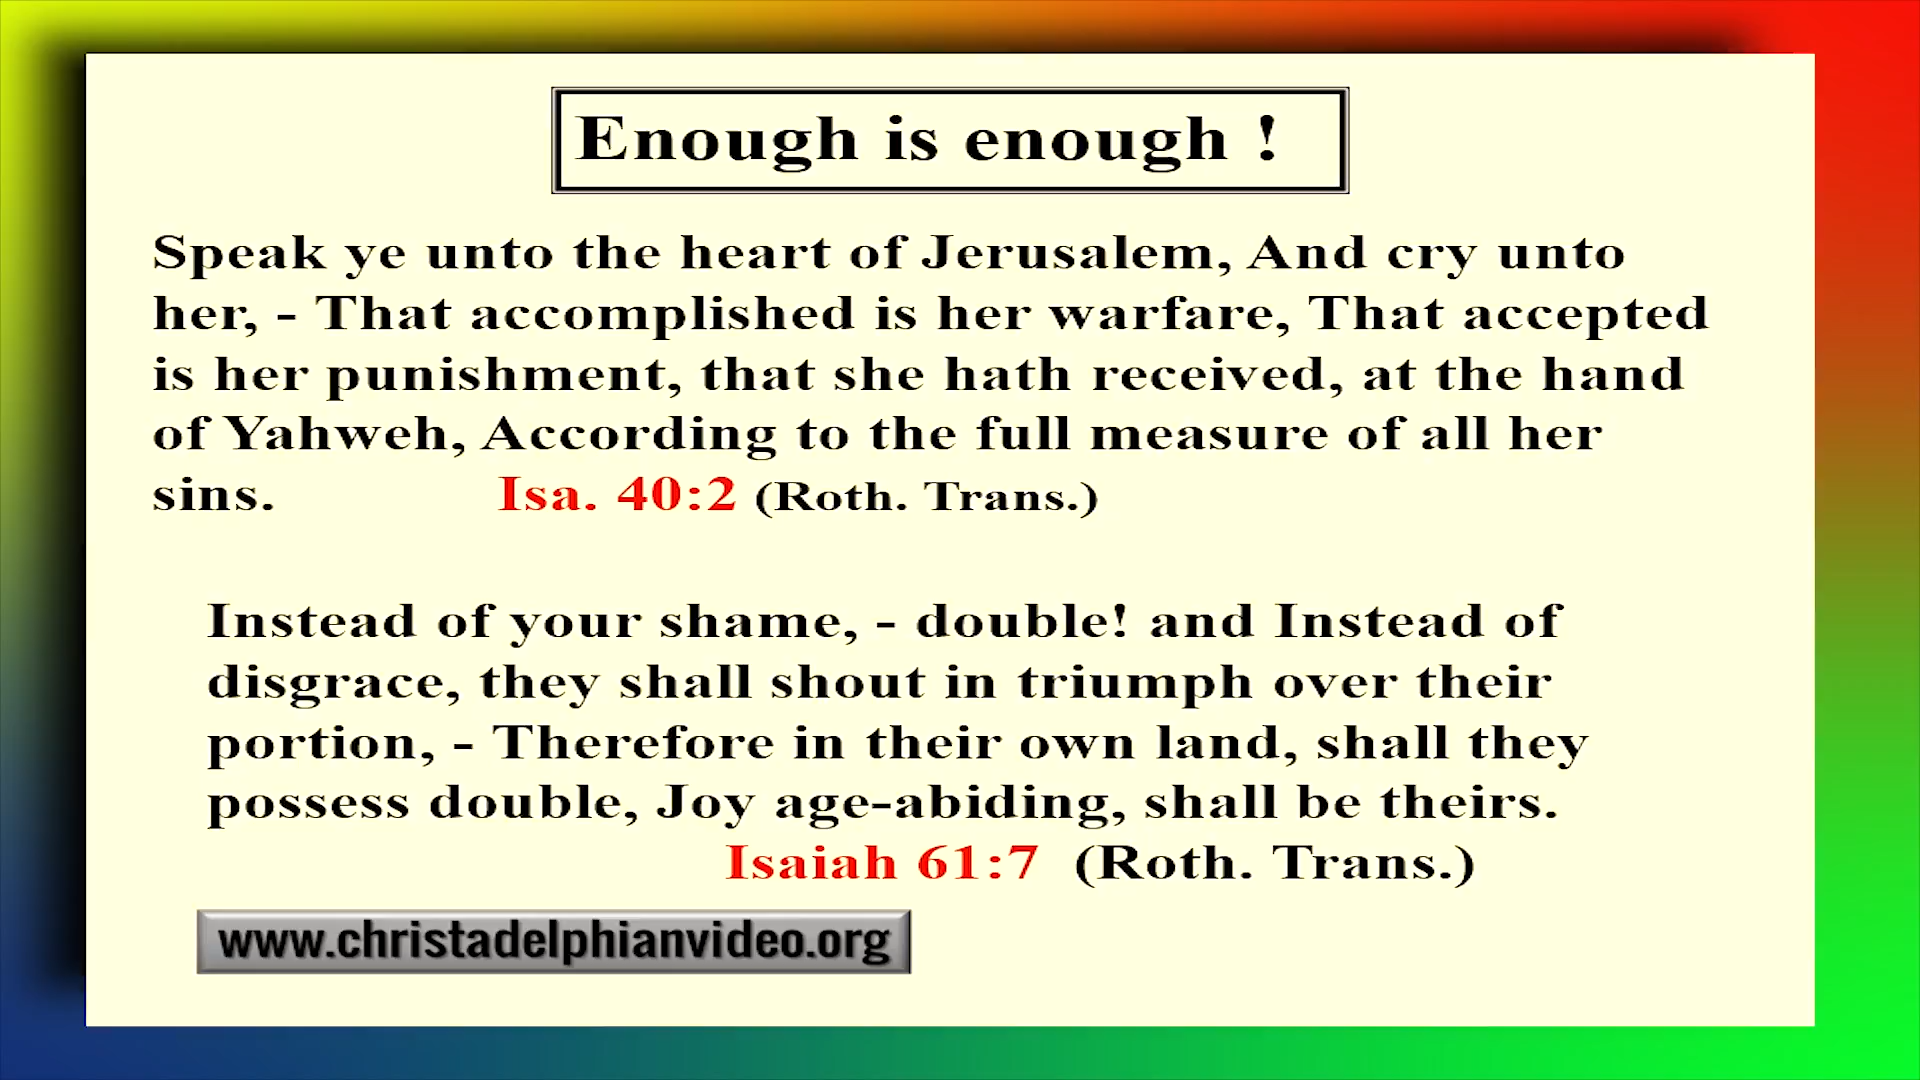 Enough is enough !
Speak ye unto the heart of Jerusalem, And cry unto
her, - That accomplished is her warfare, That accepted
is her punishment, that she hath received, at the hand
of Yahweh, According to the full measure of all her
sins. Isa. 40:2 (Roth. Trans.)
Instead of your shame, - double! and Instead of
disgrace, they shall shout in triumph over their
portion, - Therefore in their own land, shall they
possess double, Joy age-abiding, shall be theirs.
Isaiah 61:7 (Roth. Trans.)
www.christadelphianvideo.org